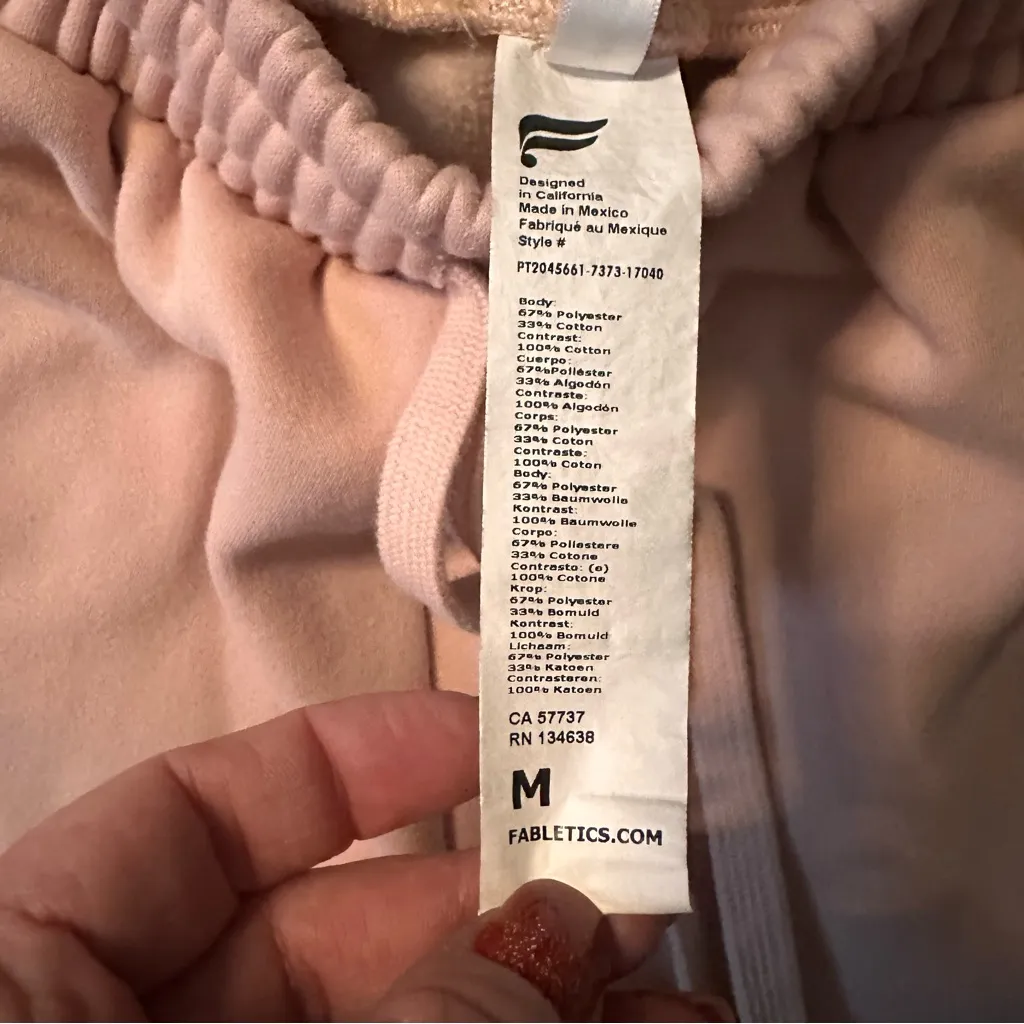 Designed
in California
Made in Mexico
Fabriqué au Mexique
Style #
PT2045661-7373-17040
Body:
67% Polyester
33% Cotton
Contrast:
100% Cotton
Cuerpo:
67%Poliéster
33% Algodón
Contraste:
100% Algodón
Corps:
67% Polyester
33% Coton
Contraste:
100% Coton
Body:
67% Polyester
33% Baumwolle
Kontrast:
100% Baumwolle
Corpo:
67% Poliestere
33% Cotone
Contrasto: (e)
100% Cotone
Krop:
67% Polyester
33% Bomuld
Kontrast:
100% Bomuld
Lichaam:
67% Polyester
33% Katoen
Contrasteren:
100% Katoen
CA 57737
RN 134638
M
FABLETICS.COM